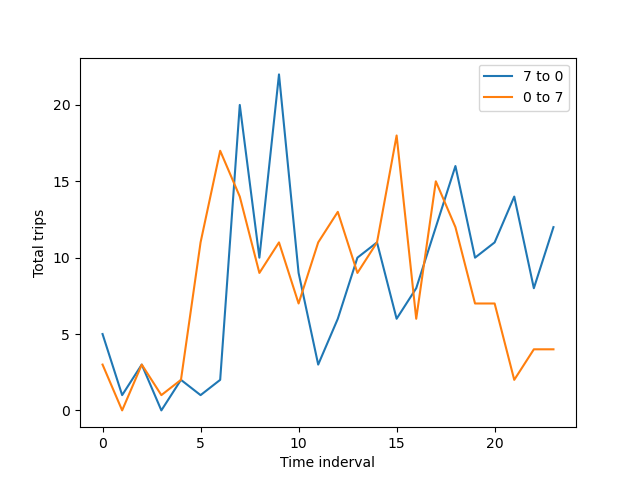 7 to 0
0 to 7
Total trips
20
15
10
5
0
0 5 10 15 20
Time inderval